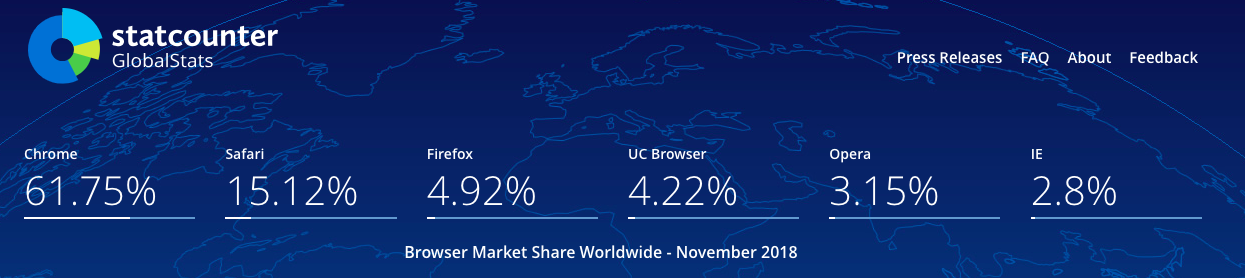 statcounter
GlobalStats
Press Releases FAQ About Feedback
Chrome Safari Firefox UC Browser Opera IE
61.75% 15.12% 4.92% 4.22% 3.15% 2.8%
Browser Market Share Worldwide - November 2018